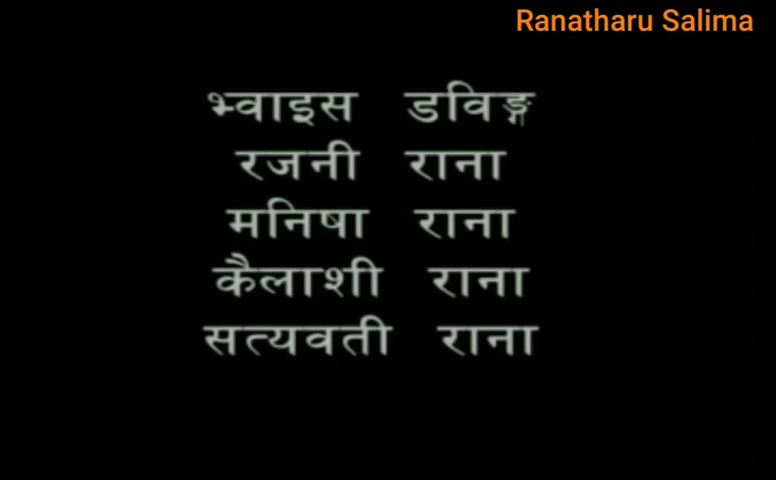 Ranatharu Salima
भ्वाइस डविङ्ग
रजनी राना
मनिषा राना
कैलाशी राना
सत्यवती राना